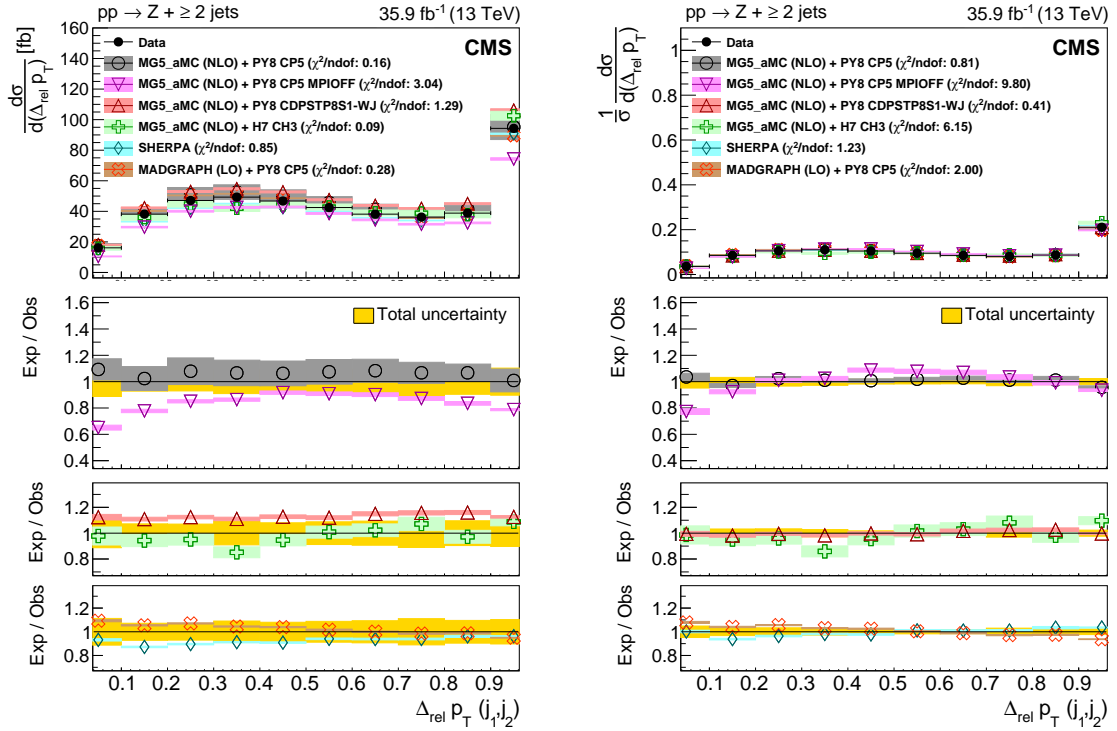 pp → Z + ≥ 2 jets 35.9 fb⁻¹ (13 TeV)
dσ / d(Δ_rel p_T) [fb]
CMS
160
140
120
100
80
60
40
20
0
Data
MG5_aMC (NLO) + PY8 CP5 (χ²/ndof: 0.16)
MG5_aMC (NLO) + PY8 CP5 MPIOFF (χ²/ndof: 3.04)
MG5_aMC (NLO) + PY8 CDPSTP8S1-WJ (χ²/ndof: 1.29)
MG5_aMC (NLO) + H7 CH3 (χ²/ndof: 0.09)
SHERPA (χ²/ndof: 0.85)
MADGRAPH (LO) + PY8 CP5 (χ²/ndof: 0.28)
Exp / Obs
1.6
1.4
1.2
1
0.8
0.6
0.4
Total uncertainty
Exp / Obs
1.2
1
0.8
Exp / Obs
1.2
1
0.8
0.1 0.2 0.3 0.4 0.5 0.6 0.7 0.8 0.9
Δ_rel p_T (j_1,j_2)
pp → Z + ≥ 2 jets 35.9 fb⁻¹ (13 TeV)
1/σ dσ / d(Δ_rel p_T)
CMS
1
0.8
0.6
0.4
0.2
0
Data
MG5_aMC (NLO) + PY8 CP5 (χ²/ndof: 0.81)
MG5_aMC (NLO) + PY8 CP5 MPIOFF (χ²/ndof: 9.80)
MG5_aMC (NLO) + PY8 CDPSTP8S1-WJ (χ²/ndof: 0.41)
MG5_aMC (NLO) + H7 CH3 (χ²/ndof: 6.15)
SHERPA (χ²/ndof: 1.23)
MADGRAPH (LO) + PY8 CP5 (χ²/ndof: 2.00)
Exp / Obs
1.6
1.4
1.2
1
0.8
0.6
0.4
Total uncertainty
Exp / Obs
1.2
1
0.8
Exp / Obs
1.2
1
0.8
0.1 0.2 0.3 0.4 0.5 0.6 0.7 0.8 0.9
Δ_rel p_T (j_1,j_2)